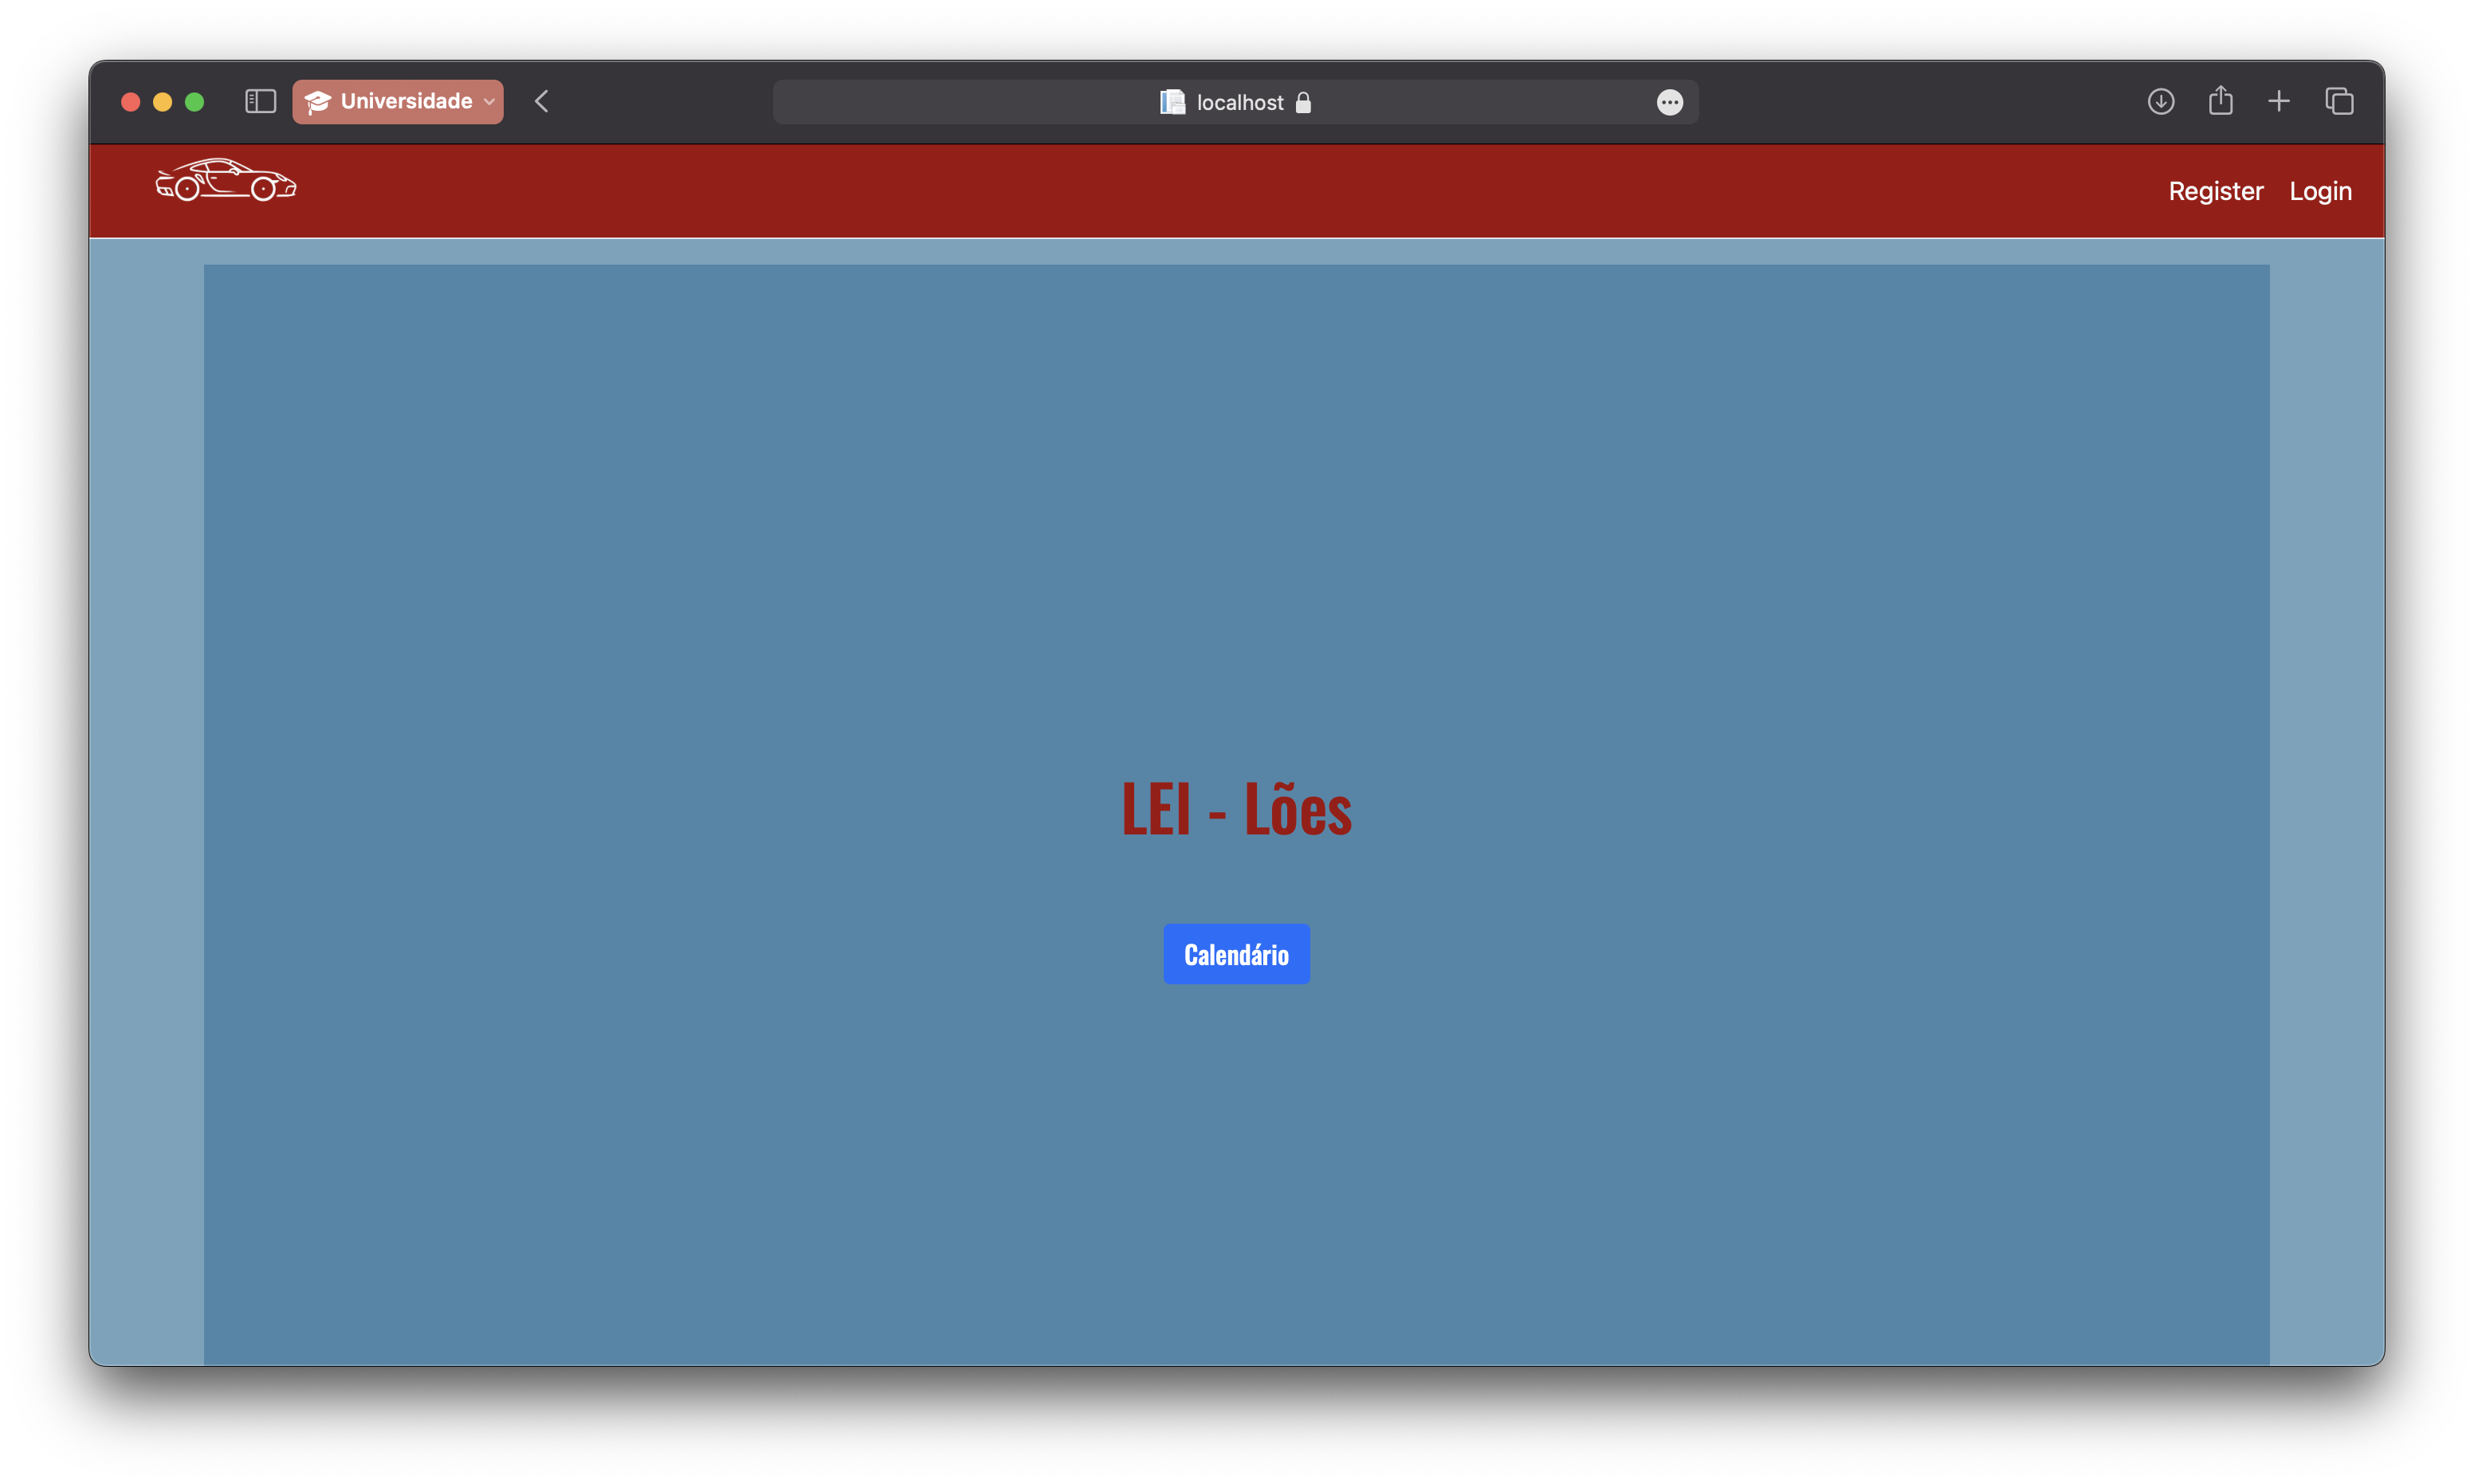 Universidade
localhost
Register Login
LEI - Lões
Calendário